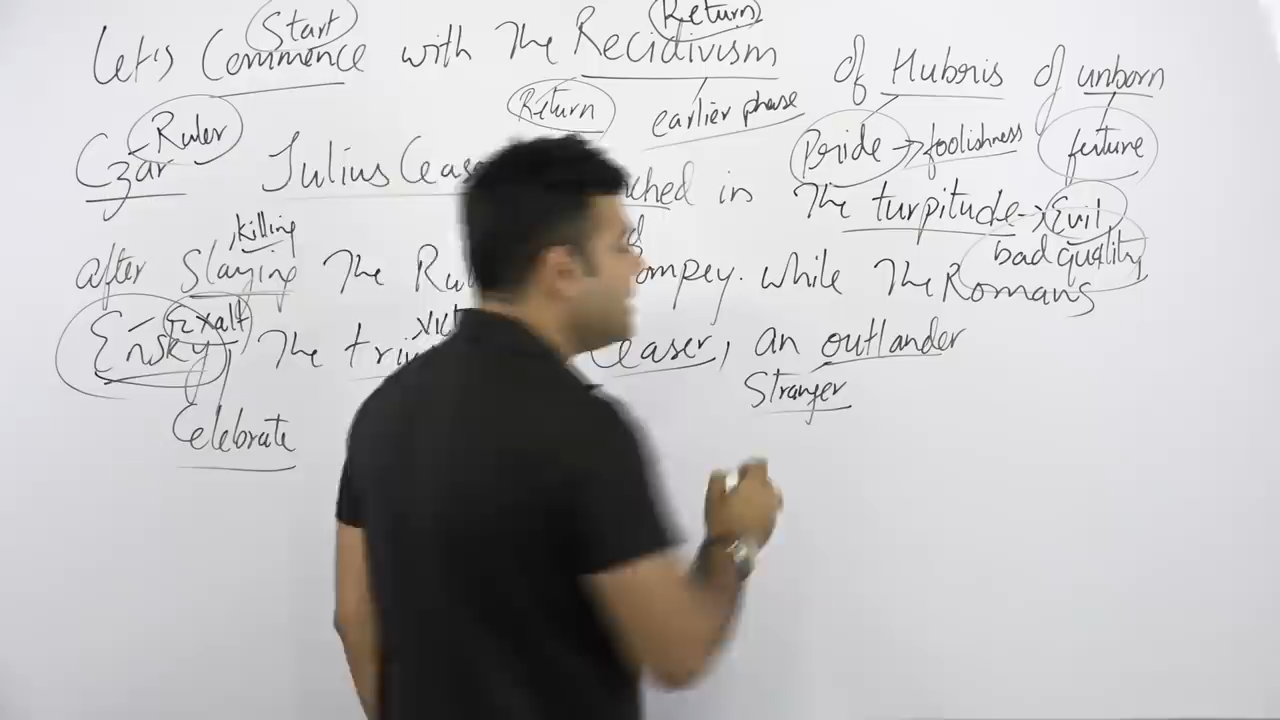 Start Return
Let's Commence with The Recidivism of Hubris of unborn
Ruler Return earlier phase Pride → foolishness future
Czar Julius Ceas ched in The turpitude → Evil
killing bad quality
after Slaying The Ru ompey. while The Romans
Exalt vict
Ensky The tri Ceaser, an outlander
Stranger
Celebrate